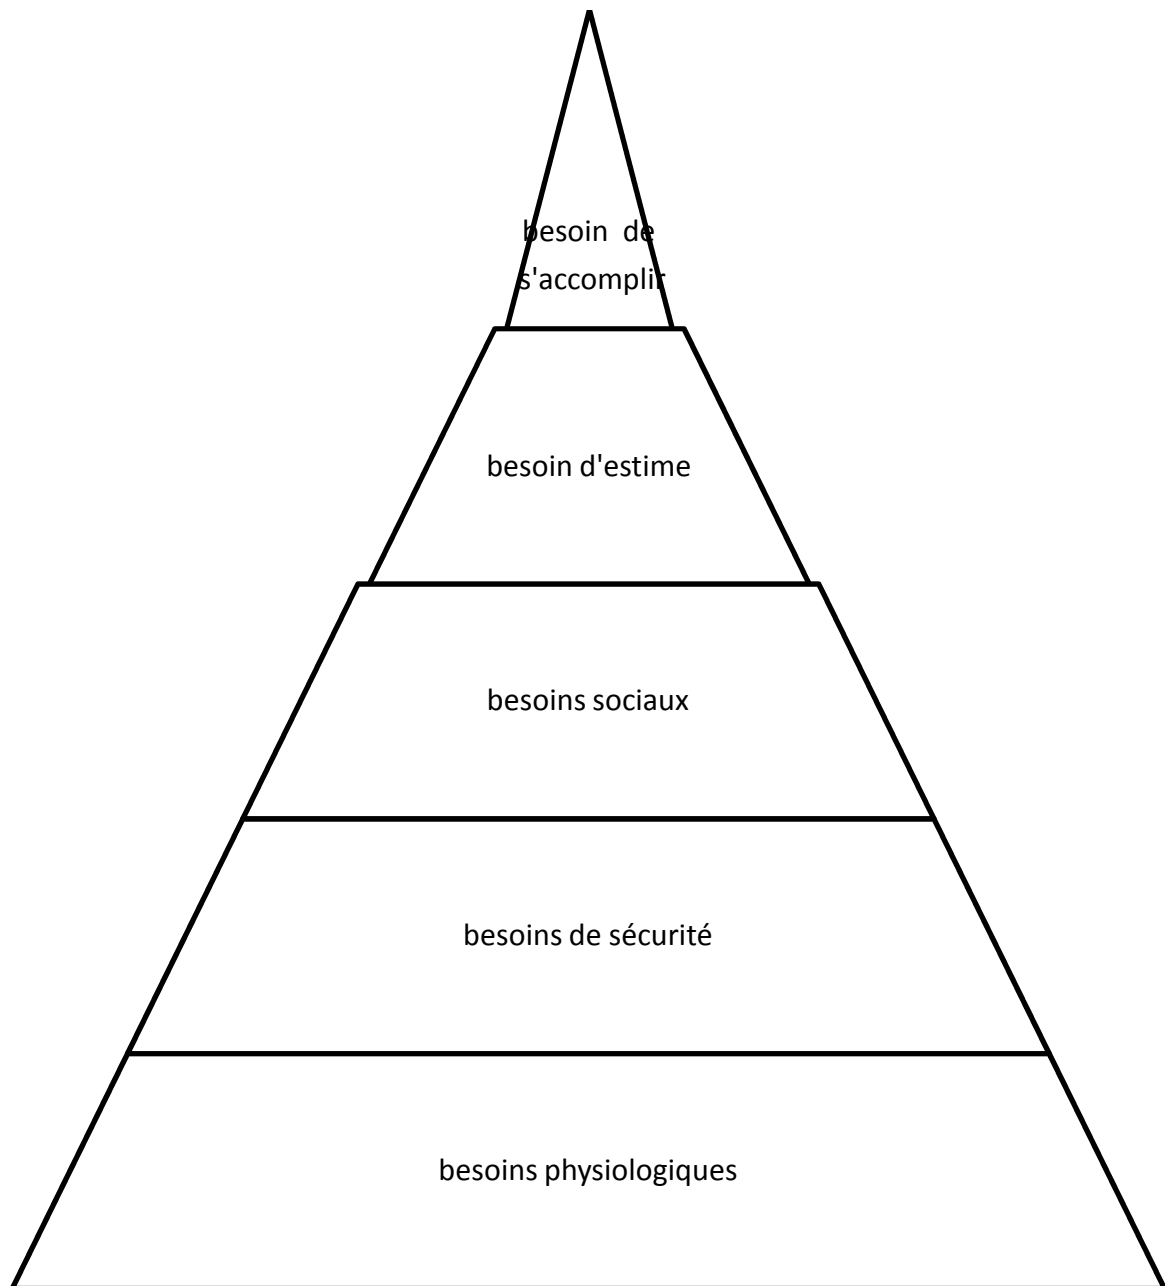 besoin de
s'accomplir
besoin d'estime
besoins sociaux
besoins de sécurité
besoins physiologiques